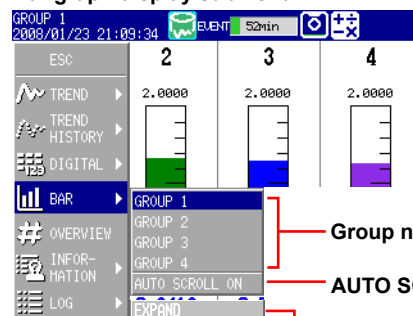 GROUP 1
2008/01/23 21:09:34 EVENT 52min
ESC
2 3 4
2.0000 2.0000 2.0000
TREND
TREND HISTORY
DIGITAL
BAR
OVERVIEW
INFOR-
MATION
LOG
GROUP 1
GROUP 2
GROUP 3
GROUP 4
AUTO SCROLL ON
EXPAND
Group n
AUTO S